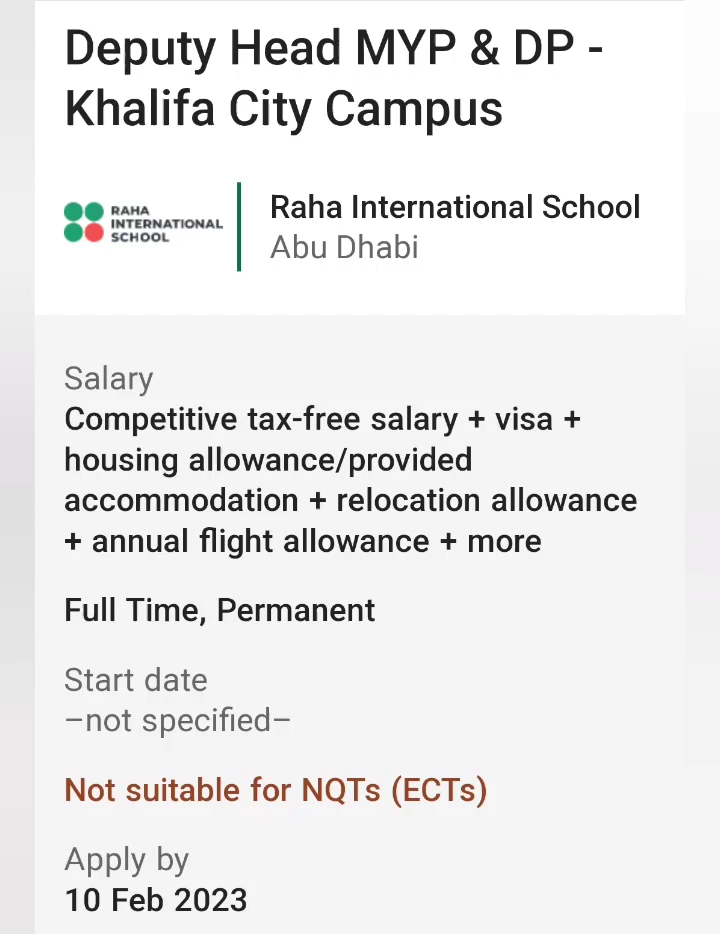 Deputy Head MYP & DP -
Khalifa City Campus
RAHA
INTERNATIONAL
SCHOOL
Raha International School
Abu Dhabi
Salary
Competitive tax-free salary + visa +
housing allowance/provided
accommodation + relocation allowance
+ annual flight allowance + more
Full Time, Permanent
Start date
–not specified–
Not suitable for NQTs (ECTs)
Apply by
10 Feb 2023